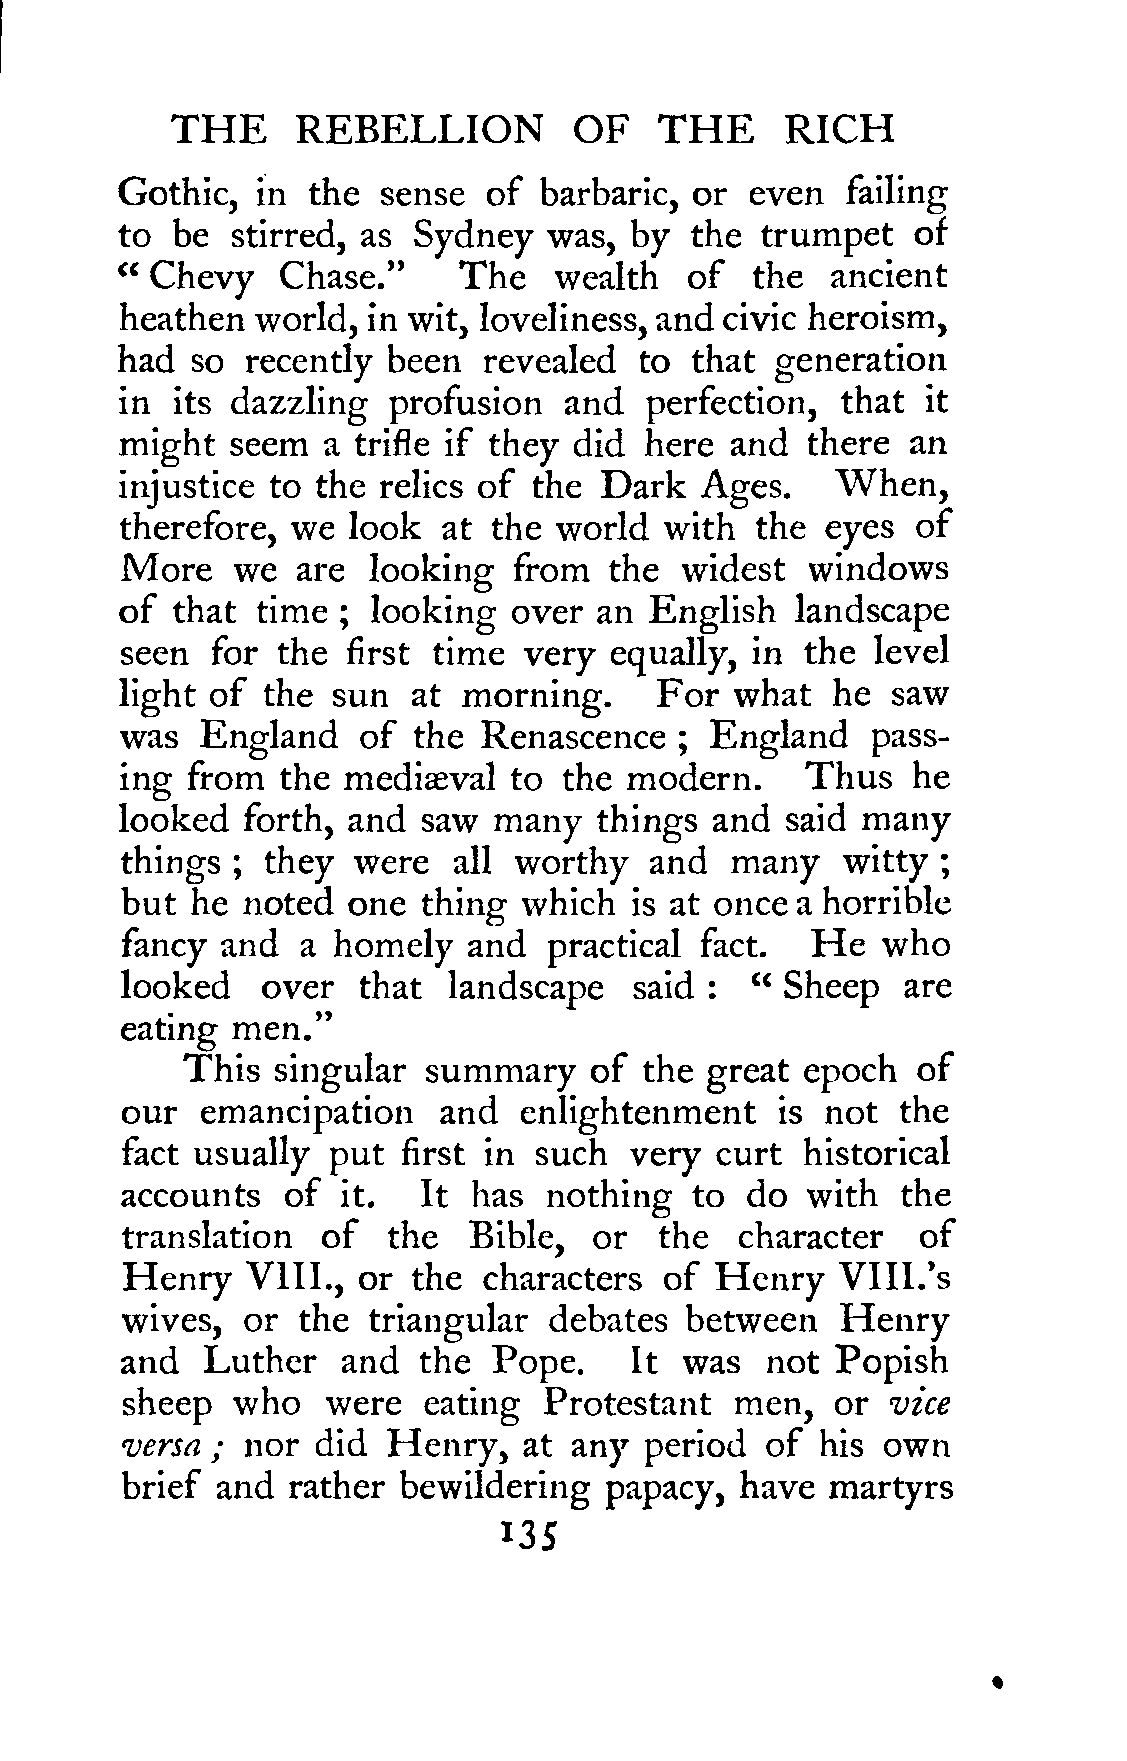 THE REBELLION OF THE RICH
Gothic, in the sense of barbaric, or even failing
to be stirred, as Sydney was, by the trumpet of
“ Chevy Chase.” The wealth of the ancient
heathen world, in wit, loveliness, and civic heroism,
had so recently been revealed to that generation
in its dazzling profusion and perfection, that it
might seem a trifle if they did here and there an
injustice to the relics of the Dark Ages. When,
therefore, we look at the world with the eyes of
More we are looking from the widest windows
of that time ; looking over an English landscape
seen for the first time very equally, in the level
light of the sun at morning. For what he saw
was England of the Renascence ; England pass-
ing from the mediæval to the modern. Thus he
looked forth, and saw many things and said many
things ; they were all worthy and many witty ;
but he noted one thing which is at once a horrible
fancy and a homely and practical fact. He who
looked over that landscape said : “ Sheep are
eating men.”
This singular summary of the great epoch of
our emancipation and enlightenment is not the
fact usually put first in such very curt historical
accounts of it. It has nothing to do with the
translation of the Bible, or the character of
Henry VIII., or the characters of Henry VIII.’s
wives, or the triangular debates between Henry
and Luther and the Pope. It was not Popish
sheep who were eating Protestant men, or vice
versa ; nor did Henry, at any period of his own
brief and rather bewildering papacy, have martyrs
135